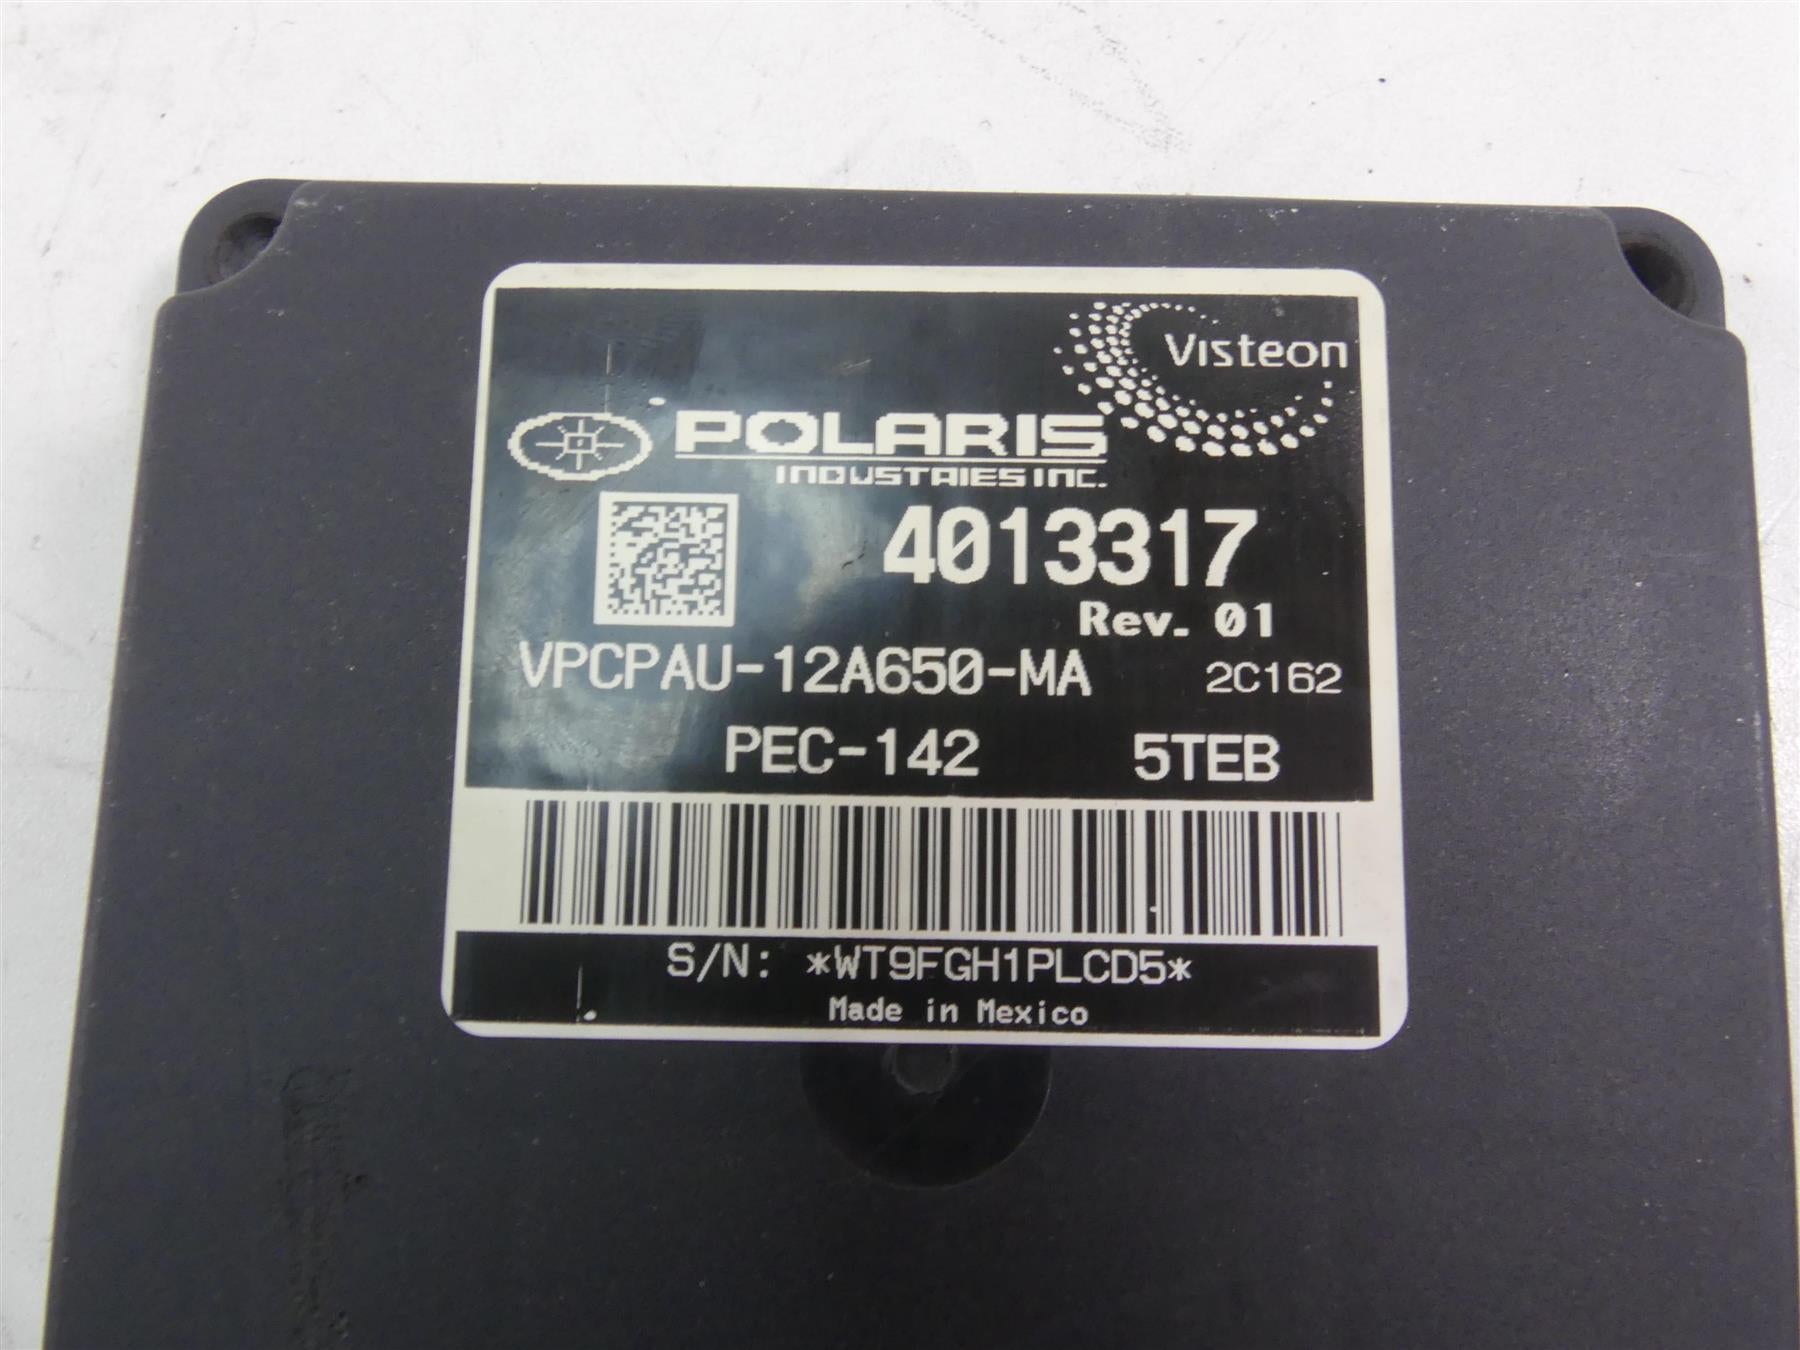 Visteon
POLARIS
INDUSTRIES INC.
4013317
Rev. 01
VPCPAU-12A650-MA 2C162
PEC-142 5TEB
S/N: *WT9FGH1PLCD5*
Made in Mexico